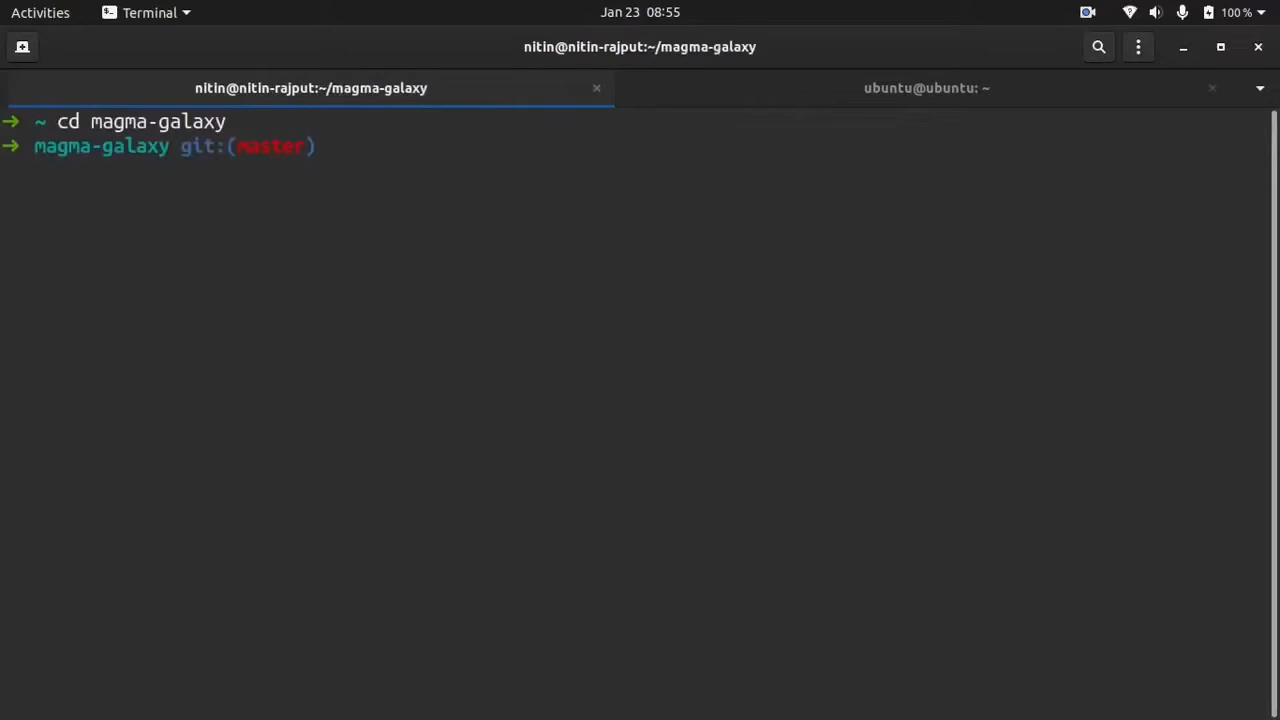 Activities Terminal Jan 23 08:55 100 %
nitin@nitin-rajput:~/magma-galaxy
nitin@nitin-rajput:~/magma-galaxy ubuntu@ubuntu: ~
➜ ~ cd magma-galaxy
➜ magma-galaxy git:(master)